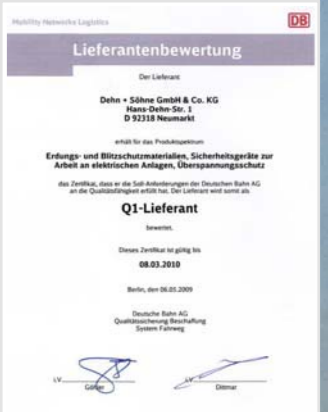 Mobility Networks Logistics
DB
Lieferantenbewertung
Der Lieferant
Dehn + Söhne GmbH & Co. KG
Hans-Dehn-Str. 1
D 92318 Neumarkt
erhält für das Produktspektrum
Erdungs- und Blitzschutzmaterialien, Sicherheitsgeräte zur
Arbeit an elektrischen Anlagen, Überspannungsschutz
das Zertifikat, dass er die Soll-Anforderungen der Deutschen Bahn AG
an die Qualitätsfähigkeit erfüllt hat. Der Lieferant wird somit als
Q1-Lieferant
bewertet.
Dieses Zertifikat ist gültig bis
08.03.2010
Berlin, den 06.03.2009
Deutsche Bahn AG
Qualitätssicherung Beschaffung
System Fahrweg
i.V.
i.V.
Dittmar